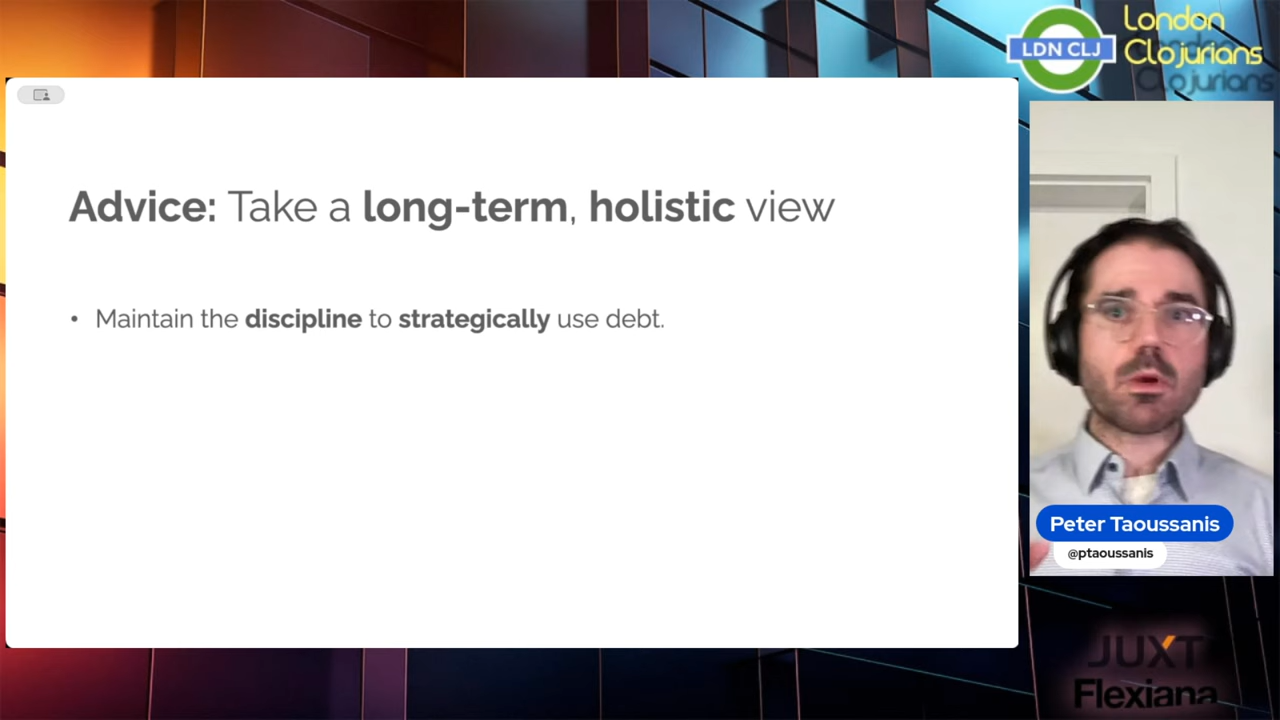 LDN CLJ
London
Clojurians
Advice: Take a long-term, holistic view
• Maintain the discipline to strategically use debt.
Peter Taoussanis
@ptaoussanis
JUXT
Flexiana